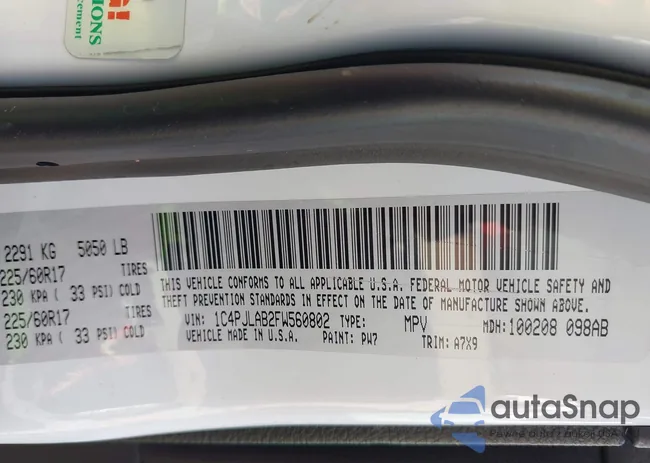 IONS
cement
2291 KG 5050 LB
225/60R17 TIRES
230 KPA ( 33 PSI) COLD
225/60R17 TIRES
230 KPA ( 33 PSI) COLD
THIS VEHICLE CONFORMS TO ALL APPLICABLE U.S.A. FEDERAL MOTOR VEHICLE SAFETY AND
THEFT PREVENTION STANDARDS IN EFFECT ON THE DATE OF MANUFACTURE SHOWN ABOVE.
VIN: 1C4PJLAB2FW560802 TYPE: MPV MDH:100208 098AB
VEHICLE MADE IN U.S.A. PAINT: PW7 TRIM: A7X9
autaSnap